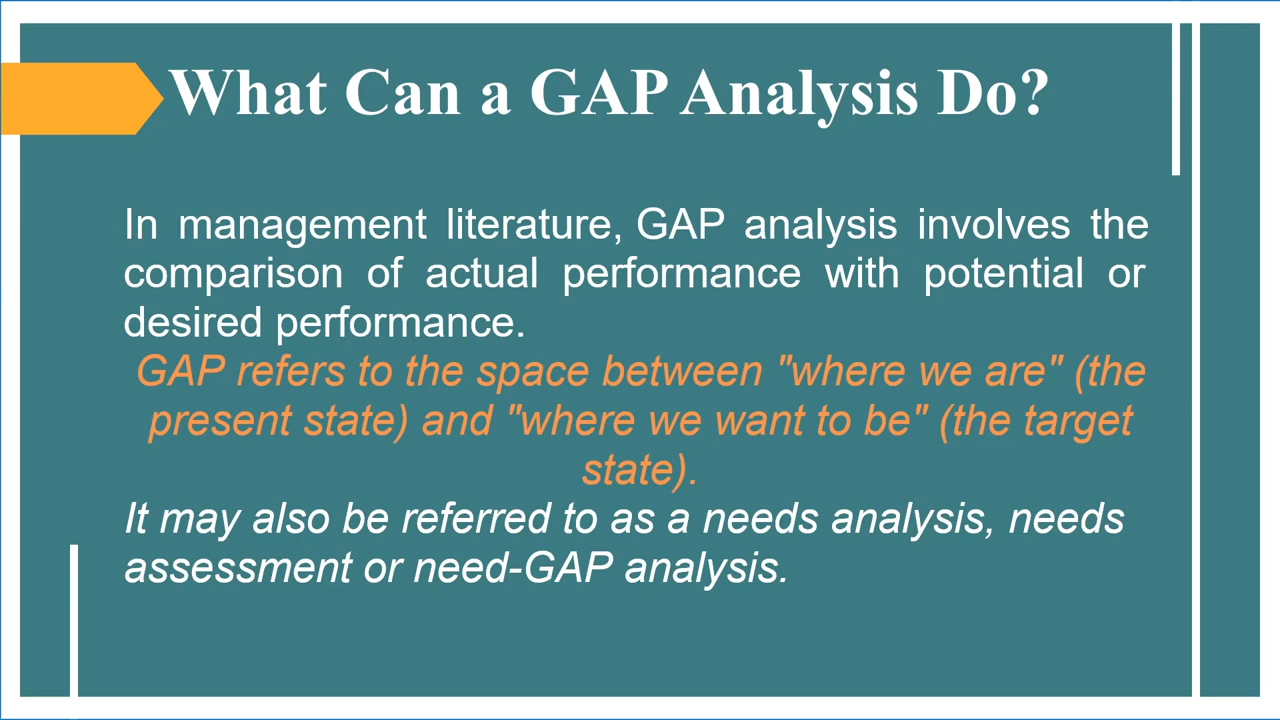 What Can a GAP Analysis Do?
In management literature, GAP analysis involves the
comparison of actual performance with potential or
desired performance.
GAP refers to the space between "where we are" (the
present state) and "where we want to be" (the target
state).
It may also be referred to as a needs analysis, needs
assessment or need-GAP analysis.